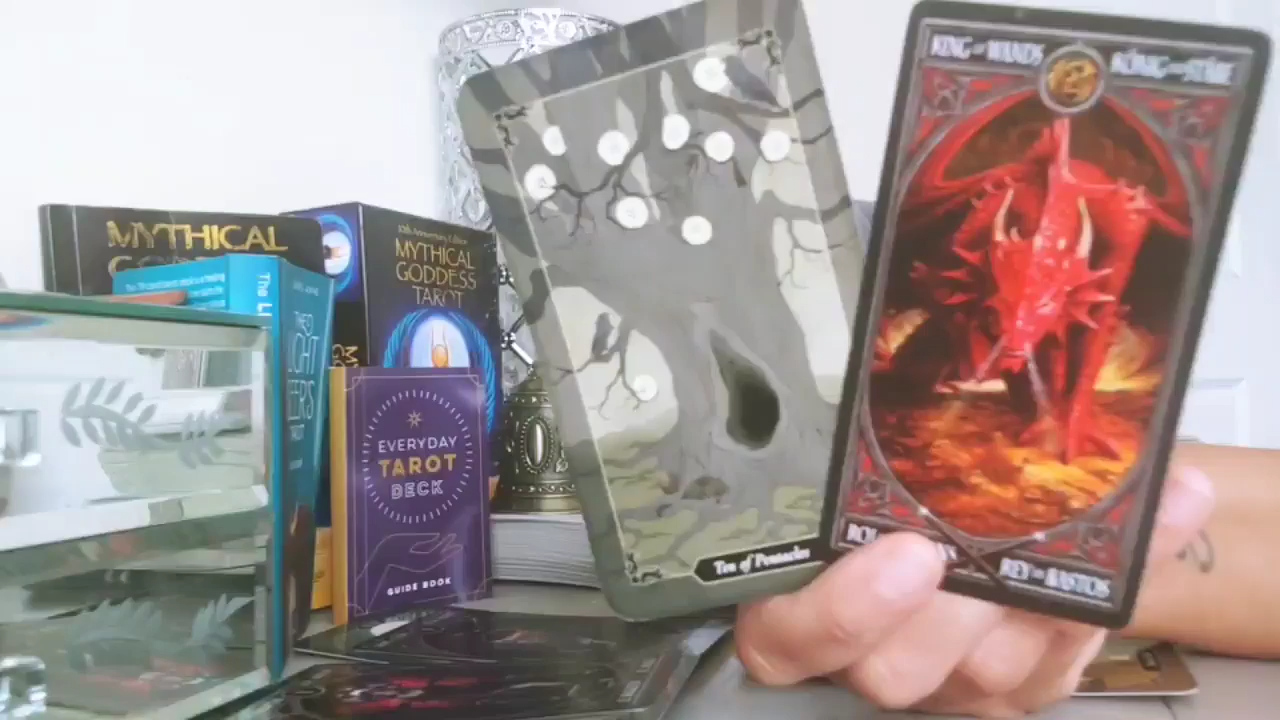 KING of WANDS
KÖNIG der STÄBE
MYTHICAL
10th Anniversary Edition
MYTHICAL
GODDESS
TAROT
EVERYDAY
TAROT
DECK
GUIDE BOOK
Ten of Pentacles
REY de BASTOS